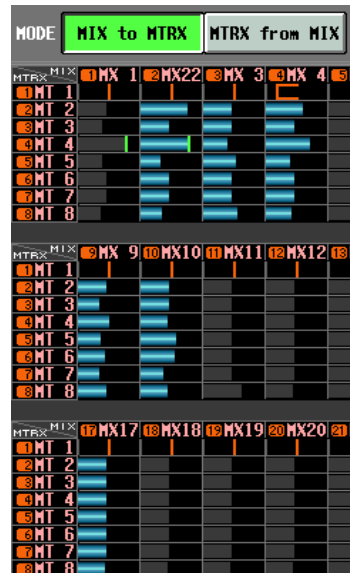 MODE MIX to MTRX MTRX from MIX
MTRX MIX 1 MX 1 2 MX22 3 MX 3 4 MX 4 5
1 MT 1
2 MT 2
3 MT 3
4 MT 4
5 MT 5
6 MT 6
7 MT 7
8 MT 8
MTRX MIX 9 MX 9 10 MX10 11 MX11 12 MX12 13
1 MT 1
2 MT 2
3 MT 3
4 MT 4
5 MT 5
6 MT 6
7 MT 7
8 MT 8
MTRX MIX 17 MX17 18 MX18 19 MX19 20 MX20 21
1 MT 1
2 MT 2
3 MT 3
4 MT 4
5 MT 5
6 MT 6
7 MT 7
8 MT 8